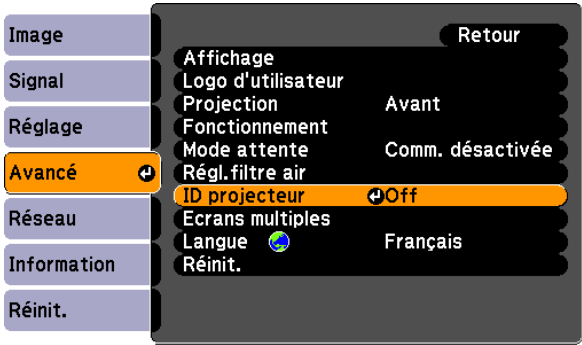 Image
Signal
Réglage
Avancé
Réseau
Information
Réinit.
Retour
Affichage
Logo d'utilisateur
Projection Avant
Fonctionnement
Mode attente Comm. désactivée
Régl.filtre air
ID projecteur Off
Ecrans multiples
Langue Français
Réinit.